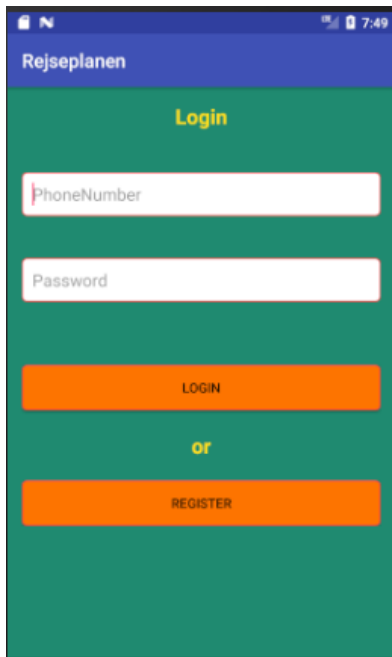 7:49
Rejseplanen
Login
PhoneNumber
Password
LOGIN
or
REGISTER